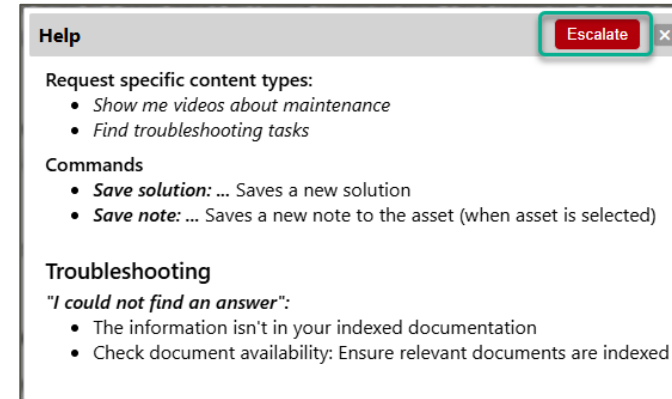 Help Escalate ×
Request specific content types:
• Show me videos about maintenance
• Find troubleshooting tasks
Commands
• Save solution: ... Saves a new solution
• Save note: ... Saves a new note to the asset (when asset is selected)
Troubleshooting
"I could not find an answer":
• The information isn't in your indexed documentation
• Check document availability: Ensure relevant documents are indexed